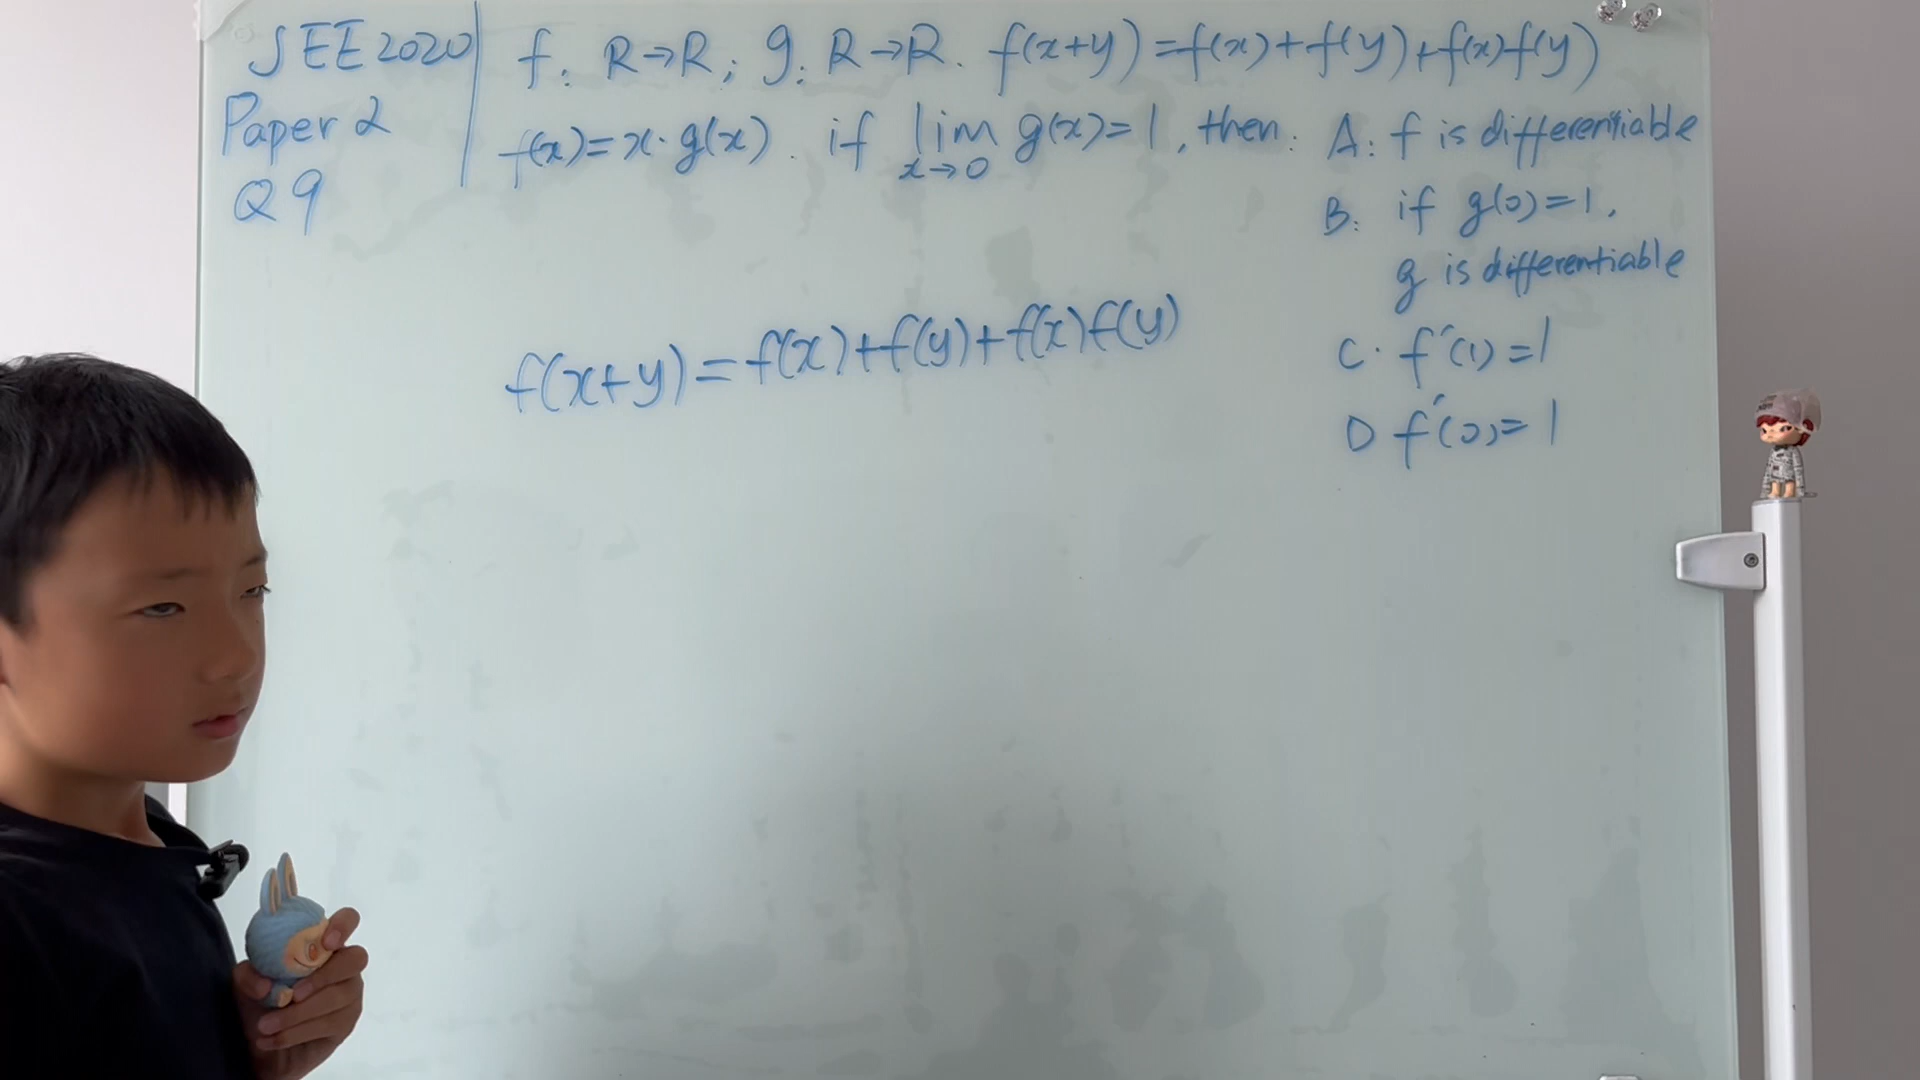 JEE 2020
Paper 2
Q9
f: R→R; g: R→R. f(x+y)=f(x)+f(y)+f(x)f(y)
f(x)=x·g(x). if lim x→0 g(x)=1, then: A: f is differentiable
B: if g(0)=1,
g is differentiable
C. f'(1)=1
D f'(0)=1
f(x+y)=f(x)+f(y)+f(x)f(y)